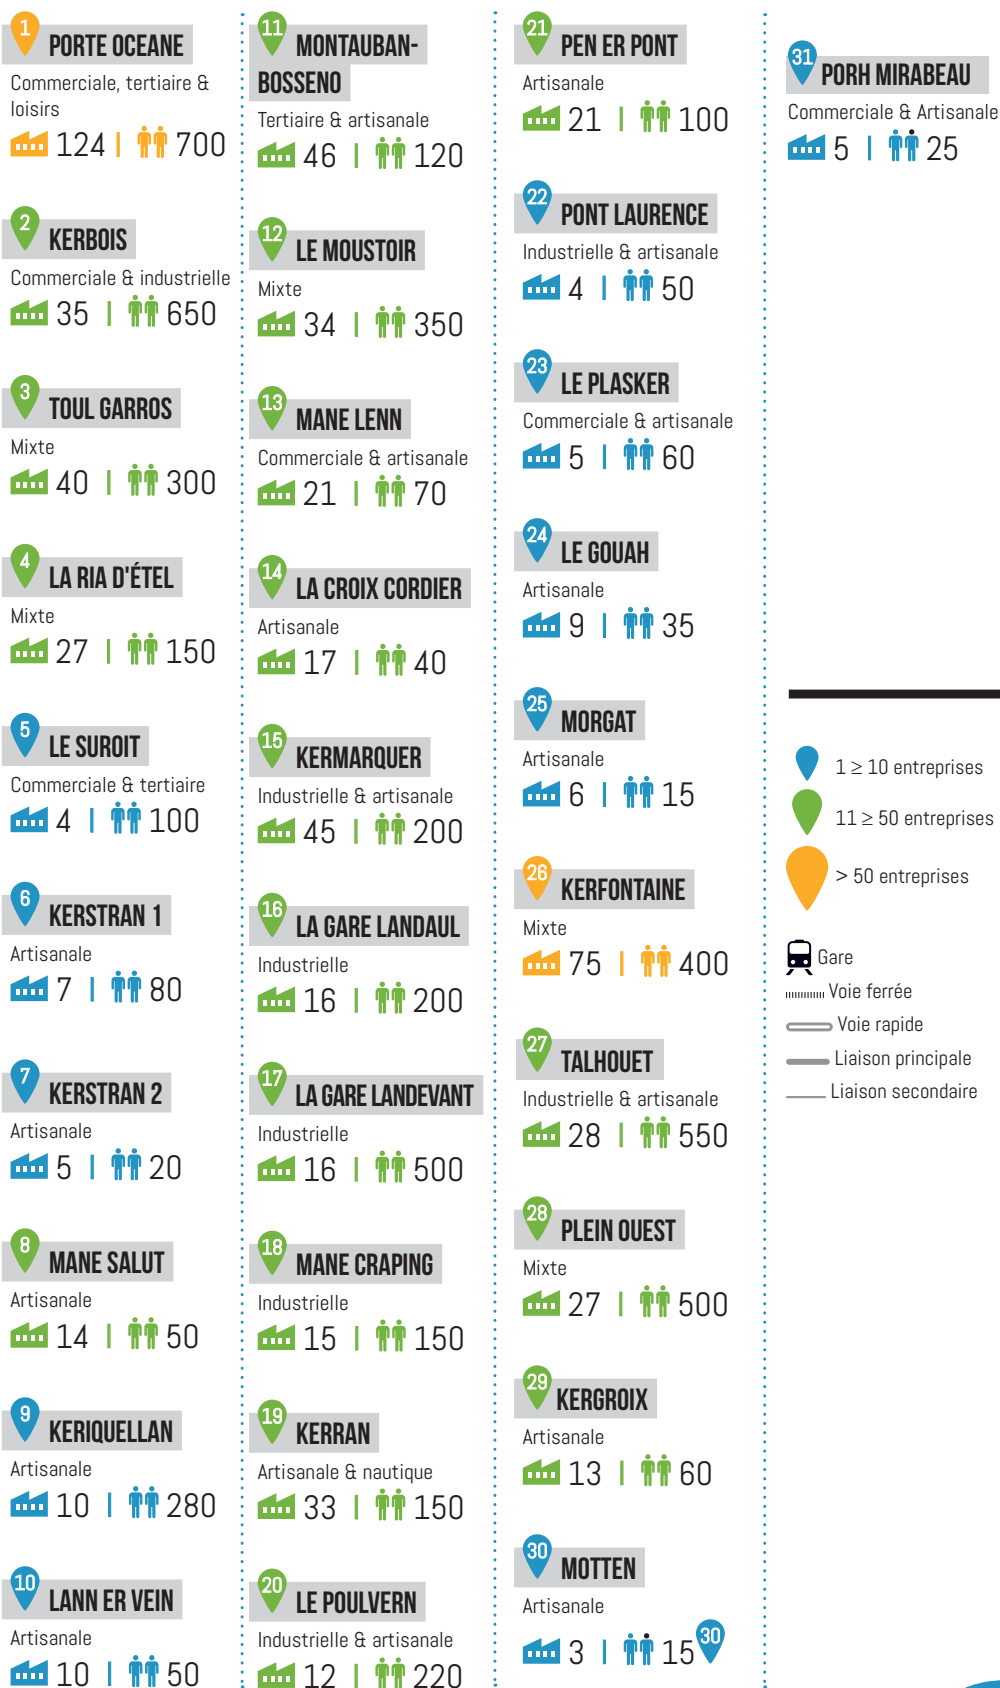 1
PORTE OCEANE
Commerciale, tertiaire &
loisirs
124 | 700
2
KERBOIS
Commerciale & industrielle
35 | 650
3
TOUL GARROS
Mixte
40 | 300
4
LA RIA D'ÉTEL
Mixte
27 | 150
5
LE SUROIT
Commerciale & tertiaire
4 | 100
6
KERSTRAN 1
Artisanale
7 | 80
7
KERSTRAN 2
Artisanale
5 | 20
8
MANE SALUT
Artisanale
14 | 50
9
KERIQUELLAN
Artisanale
10 | 280
10
LANN ER VEIN
Artisanale
10 | 50
11
MONTAUBAN-
BOSSENO
Tertiaire & artisanale
46 | 120
12
LE MOUSTOIR
Mixte
34 | 350
13
MANE LENN
Commerciale & artisanale
21 | 70
14
LA CROIX CORDIER
Artisanale
17 | 40
15
KERMARQUER
Industrielle & artisanale
45 | 200
16
LA GARE LANDAUL
Industrielle
16 | 200
17
LA GARE LANDEVANT
Industrielle
16 | 500
18
MANE CRAPING
Industrielle
15 | 150
19
KERRAN
Artisanale & nautique
33 | 150
20
LE POULVERN
Industrielle & artisanale
12 | 220
21
PEN ER PONT
Artisanale
21 | 100
22
PONT LAURENCE
Industrielle & artisanale
4 | 50
23
LE PLASKER
Commerciale & artisanale
5 | 60
24
LE GOUAH
Artisanale
9 | 35
25
MORGAT
Artisanale
6 | 15
26
KERFONTAINE
Mixte
75 | 400
27
TALHOUET
Industrielle & artisanale
28 | 550
28
PLEIN OUEST
Mixte
27 | 500
29
KERGROIX
Artisanale
13 | 60
30
MOTTEN
Artisanale
3 | 15 30
31
PORH MIRABEAU
Commerciale & Artisanale
5 | 25
1 ≥ 10 entreprises
11 ≥ 50 entreprises
> 50 entreprises
Gare
Voie ferrée
Voie rapide
Liaison principale
Liaison secondaire